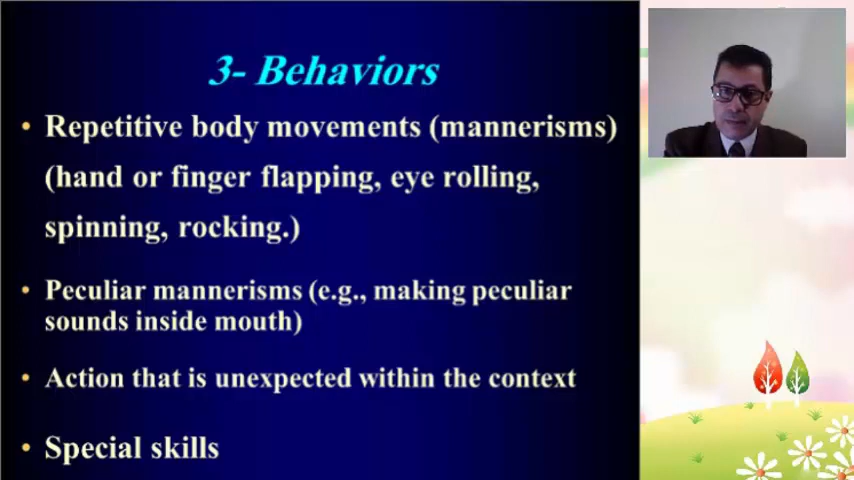 3- Behaviors
• Repetitive body movements (mannerisms)
(hand or finger flapping, eye rolling,
spinning, rocking.)
• Peculiar mannerisms (e.g., making peculiar
sounds inside mouth)
• Action that is unexpected within the context
• Special skills